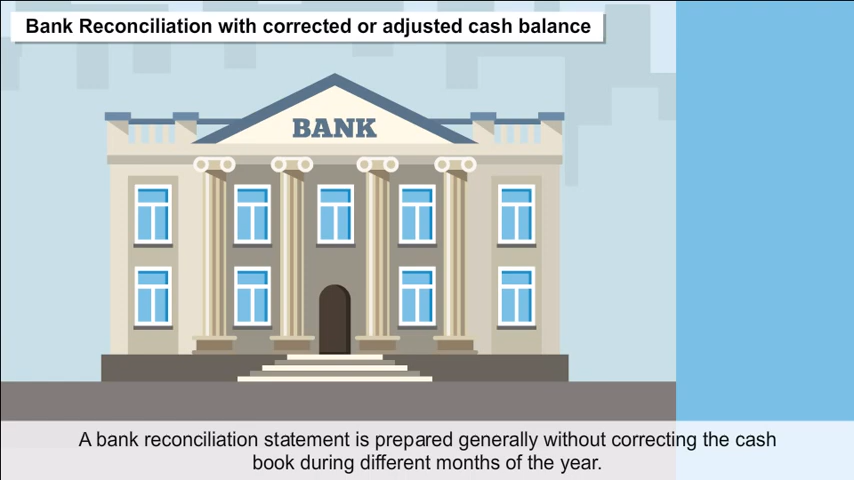 Bank Reconciliation with corrected or adjusted cash balance
BANK
A bank reconciliation statement is prepared generally without correcting the cash
book during different months of the year.